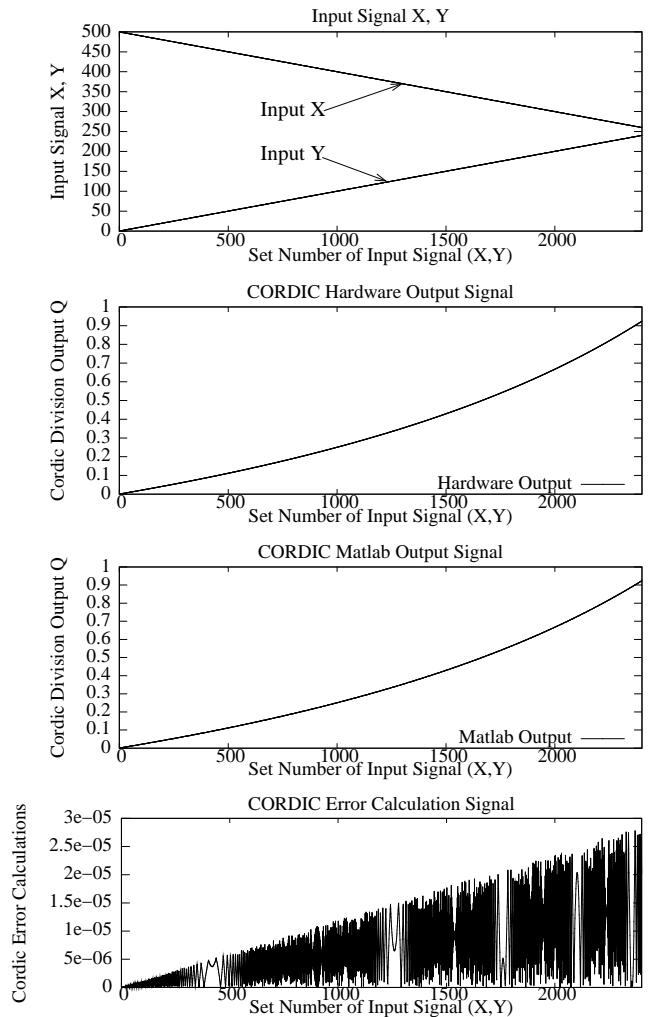 Input Signal X, Y
Input Signal X, Y
500
450
400
350
300
250
200
150
100
50
0
Input X
Input Y
0 500 1000 1500 2000
Set Number of Input Signal (X,Y)
CORDIC Hardware Output Signal
Cordic Division Output Q
1
0.9
0.8
0.7
0.6
0.5
0.4
0.3
0.2
0.1
0
Hardware Output
0 500 1000 1500 2000
Set Number of Input Signal (X,Y)
CORDIC Matlab Output Signal
Cordic Division Output Q
1
0.9
0.8
0.7
0.6
0.5
0.4
0.3
0.2
0.1
0
Matlab Output
0 500 1000 1500 2000
Set Number of Input Signal (X,Y)
CORDIC Error Calculation Signal
Cordic Error Calculations
3e−05
2.5e−05
2e−05
1.5e−05
1e−05
5e−06
0
0 500 1000 1500 2000
Set Number of Input Signal (X,Y)